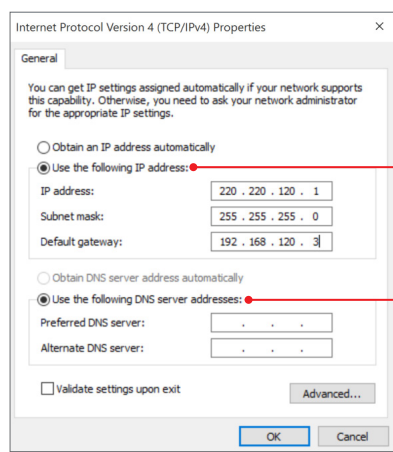 Internet Protocol Version 4 (TCP/IPv4) Properties
General
You can get IP settings assigned automatically if your network supports
this capability. Otherwise, you need to ask your network administrator
for the appropriate IP settings.
Obtain an IP address automatically
Use the following IP address:
IP address: 220 . 220 . 120 . 1
Subnet mask: 255 . 255 . 255 . 0
Default gateway: 192 . 168 . 120 . 3
Obtain DNS server address automatically
Use the following DNS server addresses:
Preferred DNS server: . . .
Alternate DNS server: . . .
Validate settings upon exit
Advanced...
OK Cancel